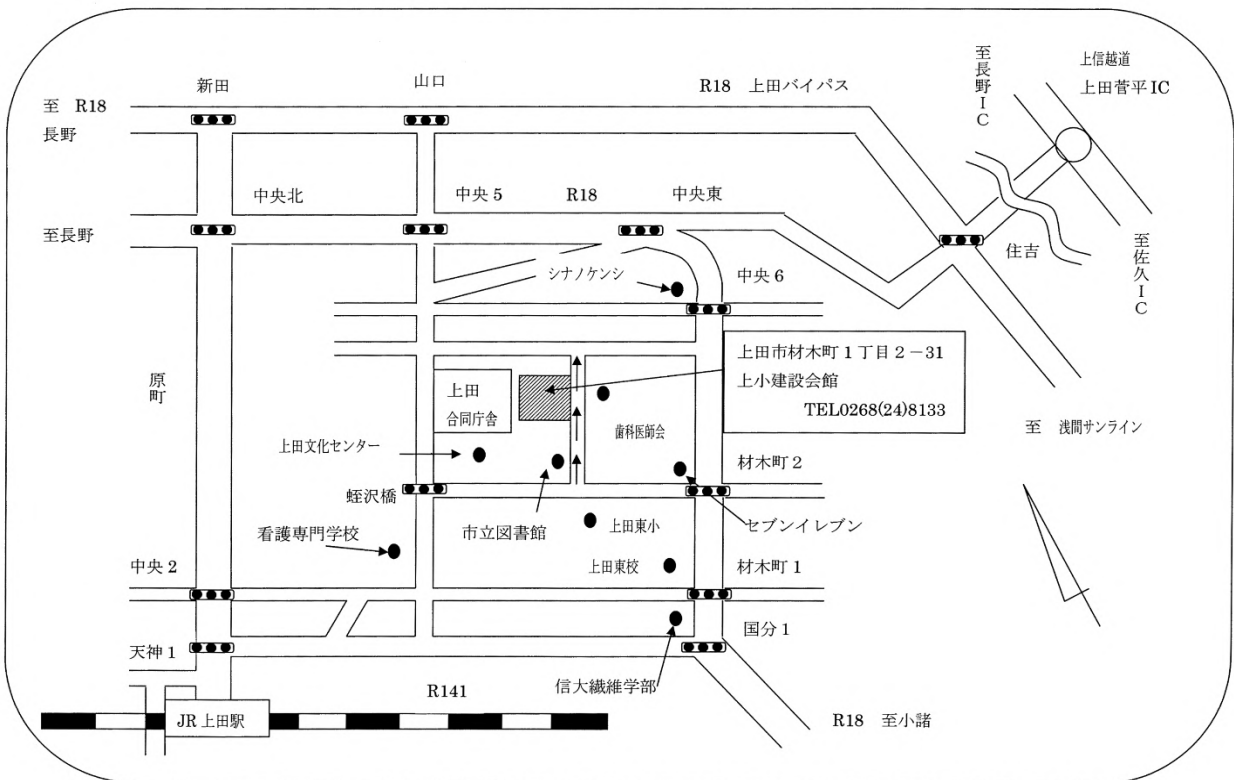 上信越道
上田菅平IC
至長野IC
新田
山口
R18 上田バイパス
至 R18
長野
中央北
中央5
R18
中央東
至長野
住吉
至佐久IC
シナノケンシ
中央6
上田市材木町1丁目2-31
上小建設会館
TEL0268(24)8133
原町
上田
合同庁舎
歯科医師会
至 浅間サンライン
上田文化センター
材木町2
蛭沢橋
市立図書館
上田東小
セブンイレブン
看護専門学校
中央2
上田東校
材木町1
天神1
国分1
信大繊維学部
R141
JR上田駅
R18 至小諸